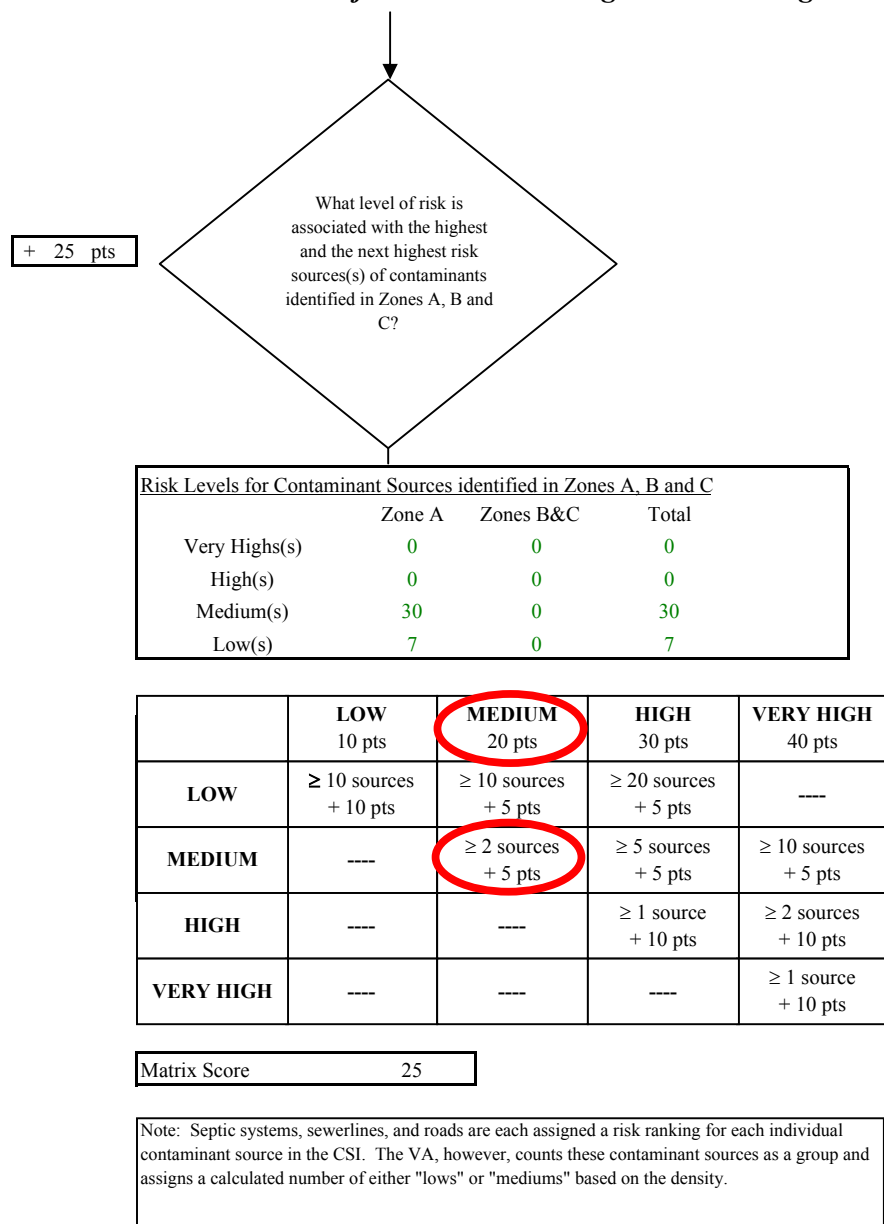 What level of risk is
associated with the highest
and the next highest risk
sources(s) of contaminants
identified in Zones A, B and
C?
+ 25 pts
Risk Levels for Contaminant Sources identified in Zones A, B and C
Zone A Zones B&C Total
Very Highs(s) 0 0 0
High(s) 0 0 0
Medium(s) 30 0 30
Low(s) 7 0 7
LOW MEDIUM HIGH VERY HIGH
10 pts 20 pts 30 pts 40 pts
LOW ≥ 10 sources + 10 pts ≥ 10 sources + 5 pts ≥ 20 sources + 5 pts ----
MEDIUM ---- ≥ 2 sources + 5 pts ≥ 5 sources + 5 pts ≥ 10 sources + 5 pts
HIGH ---- ---- ≥ 1 source + 10 pts ≥ 2 sources + 10 pts
VERY HIGH ---- ---- ---- ≥ 1 source + 10 pts
Matrix Score 25
Note: Septic systems, sewerlines, and roads are each assigned a risk ranking for each individual
contaminant source in the CSI. The VA, however, counts these contaminant sources as a group and
assigns a calculated number of either "lows" or "mediums" based on the density.